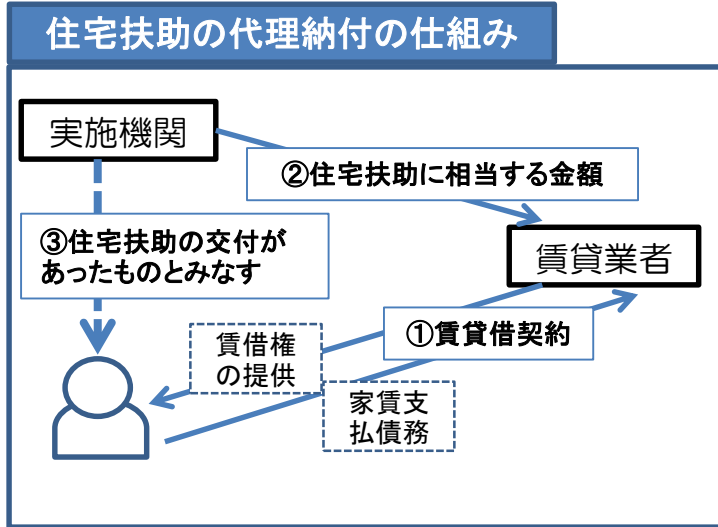 住宅扶助の代理納付の仕組み
実施機関
②住宅扶助に相当する金額
③住宅扶助の交付が
あったものとみなす
賃貸業者
①賃貸借契約
賃借権
の提供
家賃支
払債務